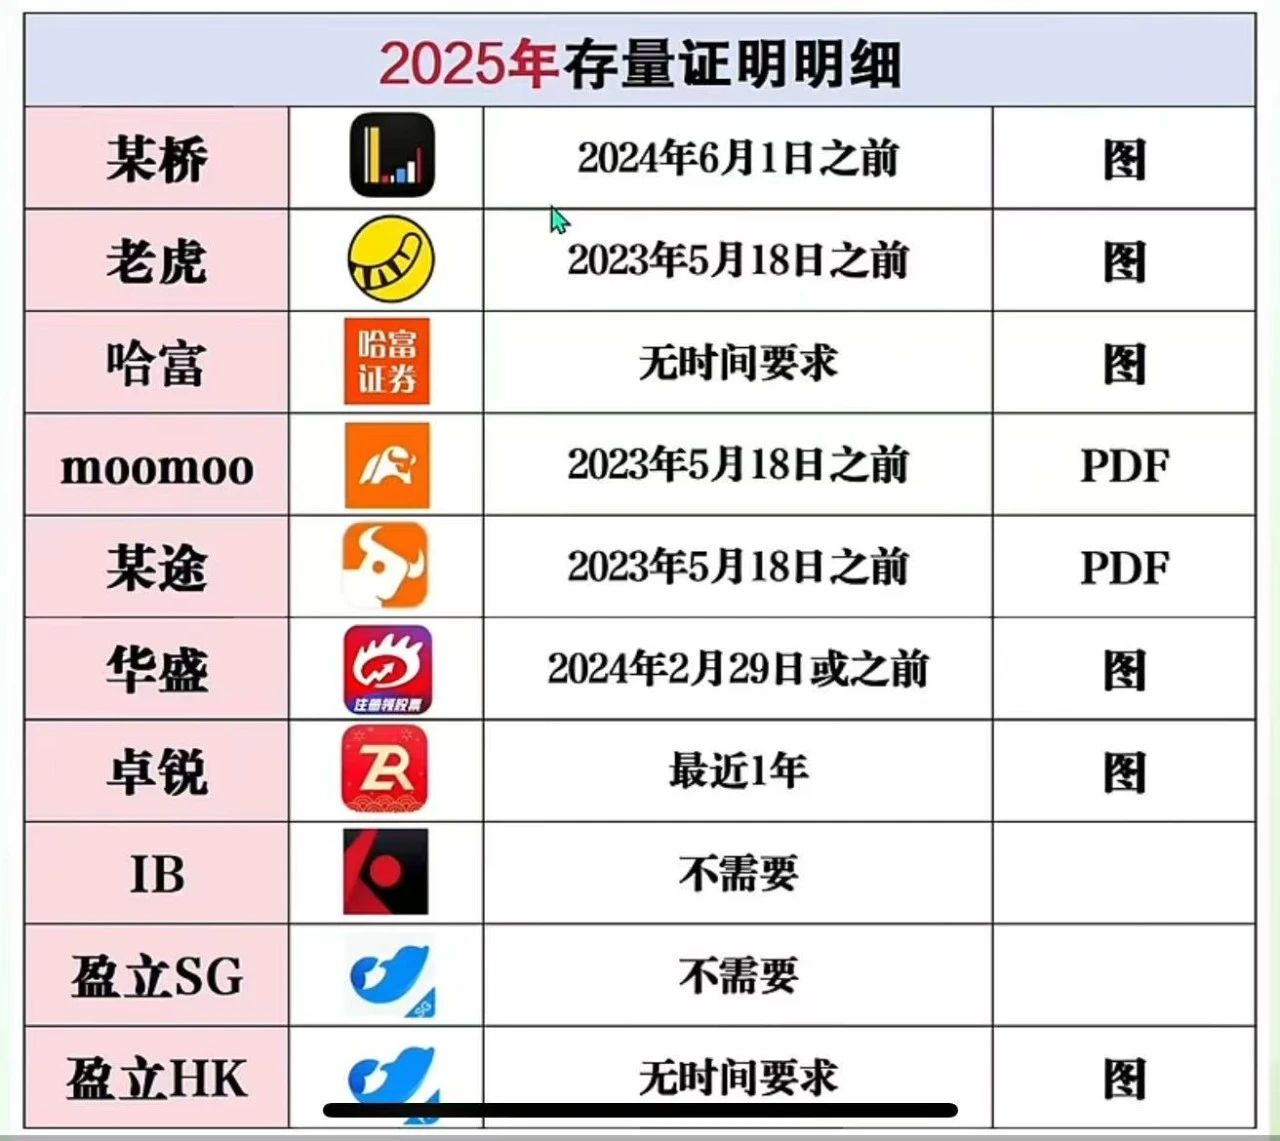 2025年存量证明明细
某桥 2024年6月1日之前 图
老虎 2023年5月18日之前 图
哈富 哈富 无时间要求 图
证券
moomoo 2023年5月18日之前 PDF
某途 2023年5月18日之前 PDF
华盛 注册领股票 2024年2月29日或之前 图
卓锐 ZR 最近1年 图
IB 不需要
盈立SG SG 不需要
盈立HK 无时间要求 图